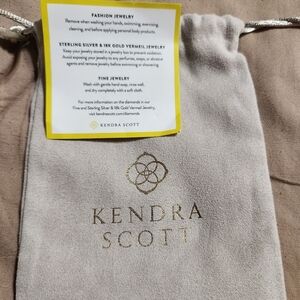 FASHION JEWELRY
Remove when washing your hands, swimming, exercising,
cleaning, and before applying personal body products.
STERLING SILVER & 18K GOLD VERMEIL JEWELRY
Keep your jewelry stored in a jewelry box to prevent oxidation.
Avoid exposing your jewelry to any perfumes, soaps, or abrasive
agents and remove jewelry before swimming or showering.
FINE JEWELRY
Wash with gentle hand soap, rinse well,
and dry completely with a soft cloth.
For more information on the diamonds in our
Fine and Sterling Silver & 18k Gold Vermeil Jewelry,
visit kendrascott.com/diamonds.
KENDRA SCOTT
KENDRA
SCOTT